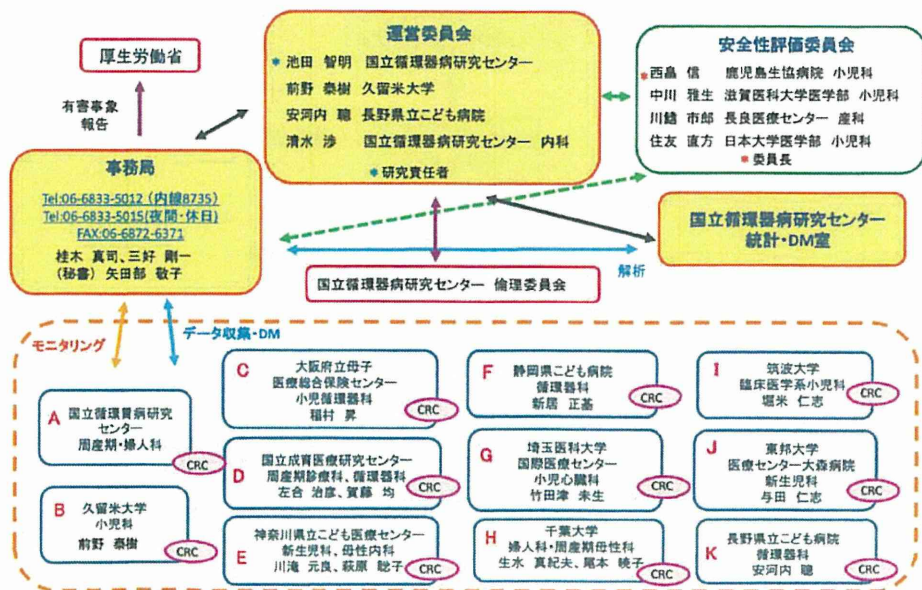 厚生労働省
有害事象
報告
運営委員会
*池田 智明 国立循環器病研究センター
前野 泰樹 久留米大学
安河内 聰 長野県立こども病院
清水 渉 国立循環器病研究センター 内科
*研究責任者
安全性評価委員会
*西畠 信 鹿児島生協病院 小児科
中川 雅生 滋賀医科大学医学部 小児科
川鰭 市郎 長良医療センター 産科
住友 直方 日本大学医学部 小児科
*委員長
事務局
Tel:06-6833-5012 (内線8735)
Tel:06-6833-5015(夜間・休日)
FAX:06-6872-6371
桂木 真司、三好 剛一
(秘書) 矢田部 敬子
国立循環器病研究センター
統計・DM室
解析
国立循環器病研究センター 倫理委員会
モニタリング
データ収集・DM
A
国立循環胃病研究
センター
周産期・婦人科
CRC
B
久留米大学
小児科
前野 泰樹
CRC
C
大阪府立母子
医療総合保険センター
小児循環器科
稲村 昇
CRC
D
国立成育医療研究センター
周産期診療科、循環器科
左合 治彦、賀藤 均
CRC
E
神奈川県立こども医療センター
新生児科、母性内科
川滝 元良、萩原 聡子
CRC
F
静岡県こども病院
循環器科
新居 正基
CRC
G
埼玉医科大学
国際医療センター
小児心臓科
竹田津 未生
CRC
H
千葉大学
婦人科・周産期母性科
生水 真紀夫、尾本 暁子
CRC
I
筑波大学
臨床医学系小児科
堀米 仁志
CRC
J
東邦大学
医療センター大森病院
新生児科
与田 仁志
CRC
K
長野県立こども病院
循環器科
安河内 聰
CRC